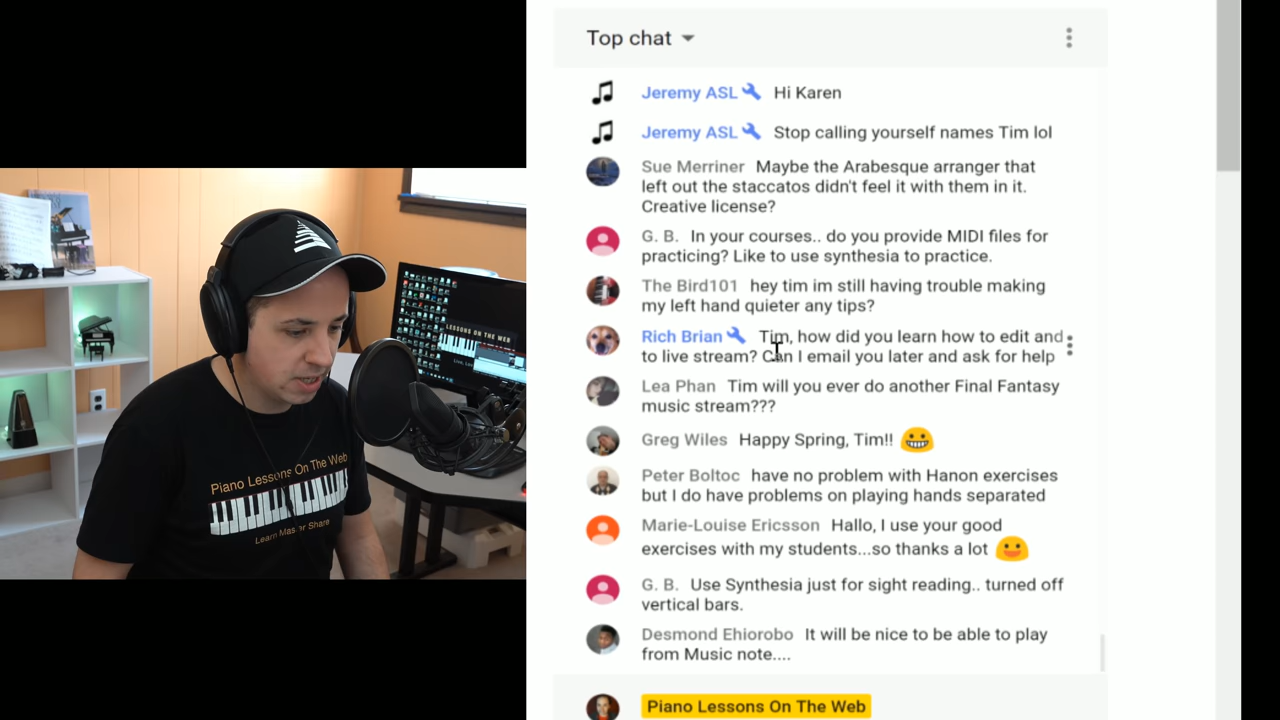 Top chat
Jeremy ASL Hi Karen
Jeremy ASL Stop calling yourself names Tim lol
Sue Merriner Maybe the Arabesque arranger that
left out the staccatos didn't feel it with them in it.
Creative license?
G. B. In your courses.. do you provide MIDI files for
practicing? Like to use synthesia to practice.
The Bird101 hey tim im still having trouble making
my left hand quieter any tips?
Rich Brian Tim, how did you learn how to edit and
to live stream? Can I email you later and ask for help
Lea Phan Tim will you ever do another Final Fantasy
music stream???
Greg Wiles Happy Spring, Tim!! 😀
Peter Boltoc have no problem with Hanon exercises
but I do have problems on playing hands separated
Marie-Louise Ericsson Hallo, I use your good
exercises with my students...so thanks a lot 😃
G. B. Use Synthesia just for sight reading.. turned off
vertical bars.
Desmond Ehiorobo It will be nice to be able to play
from Music note....
Piano Lessons On The Web
Piano Lessons On The Web
Learn Master Share
LESSONS ON THE WEB